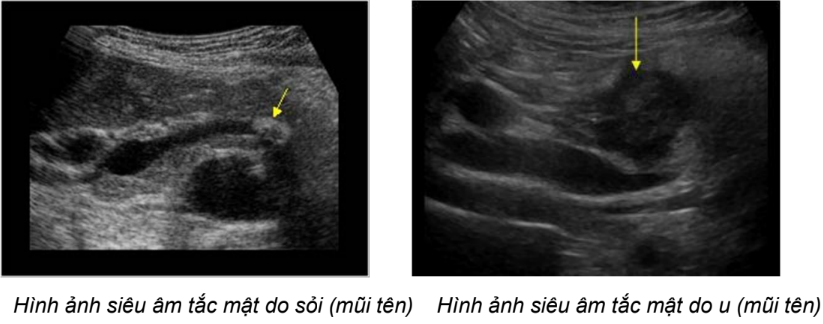 Hình ảnh siêu âm tắc mật do sỏi (mũi tên)
Hình ảnh siêu âm tắc mật do u (mũi tên)